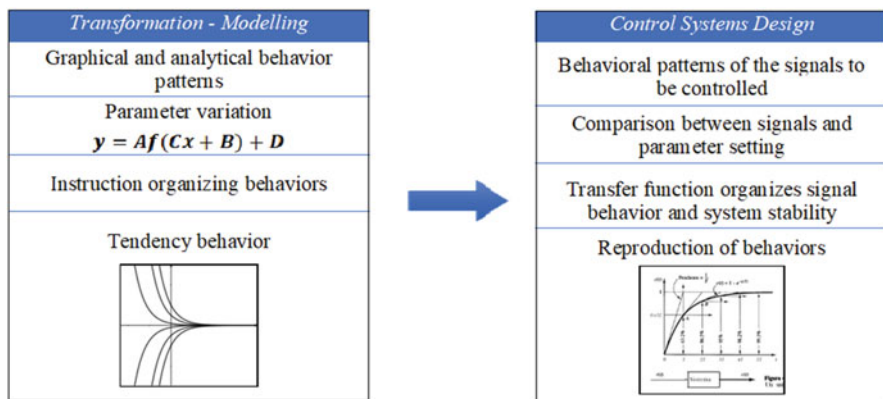 Transformation - Modelling
Graphical and analytical behavior
patterns
Parameter variation
y = Af(Cx + B) + D
Instruction organizing behaviors
Tendency behavior
Control Systems Design
Behavioral patterns of the signals to
be controlled
Comparison between signals and
parameter setting
Transfer function organizes signal
behavior and system stability
Reproduction of behaviors